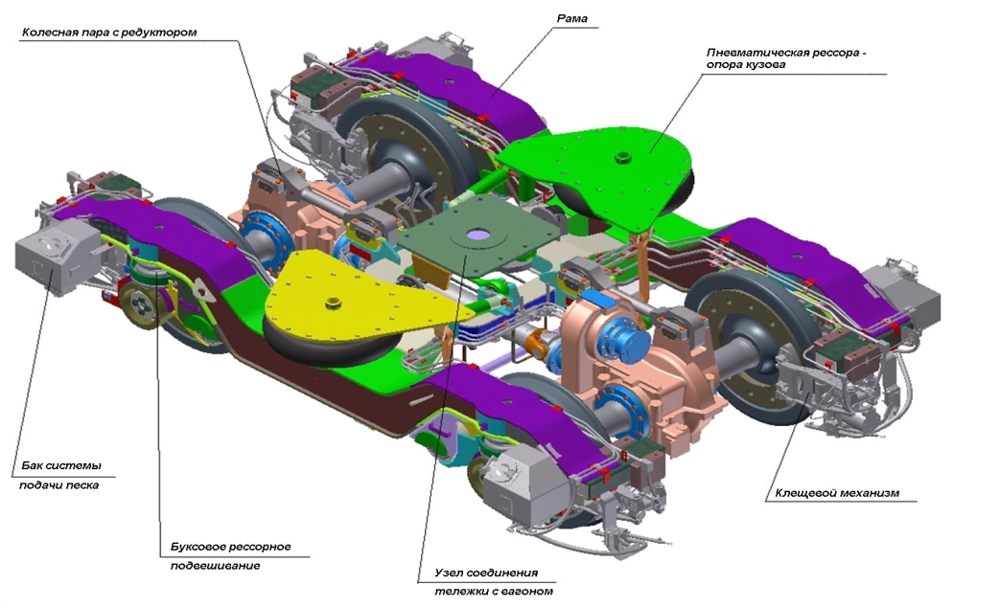 Рама
Колесная пара с редуктором
Пневматическая рессора -
опора кузова
Бак системы
подачи песка
Клещевой механизм
Буксовое рессорное
подвешивание
Узел соединения
тележки с вагоном